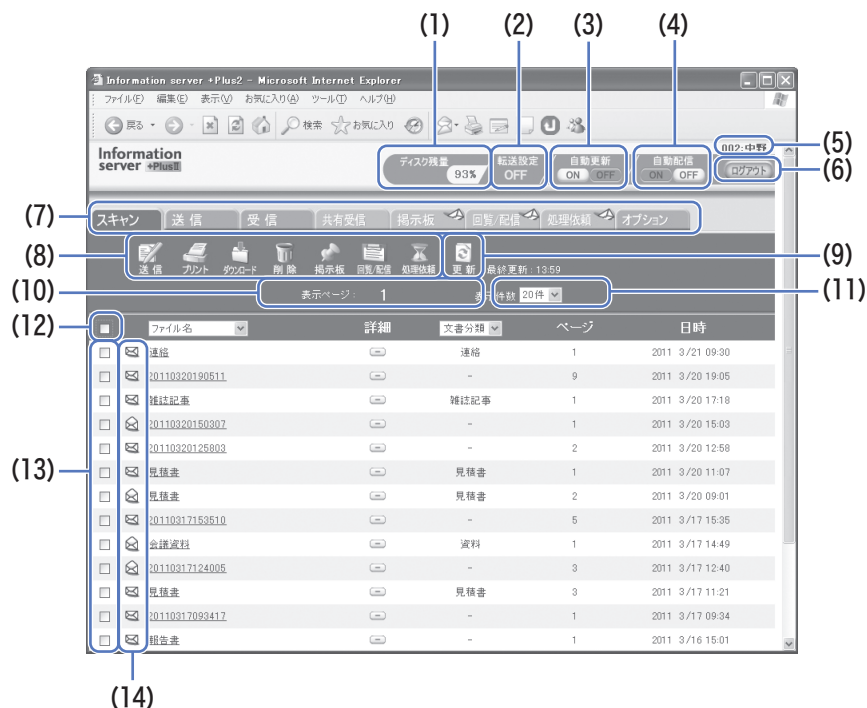 (1) (2) (3) (4)
Information server +Plus2 - Microsoft Internet Explorer
ファイル(F) 編集(E) 表示(V) お気に入り(A) ツール(T) ヘルプ(H)
戻る 検索 お気に入り
002:中野 (5)
Information
server +PlusII
ディスク残量 93%
転送設定 OFF
自動更新 ON OFF
自動配信 ON OFF
ログアウト (6)
(7) スキャン 送信 受信 共有受信 掲示板 回覧/配信 処理依頼 オプション
(8) 送信 プリント ダウンロード 削除 掲示板 回覧/配信 処理依頼 更新 最終更新:13:59 (9)
(10) 表示ページ: 1 表示件数 20件 (11)
(12) ファイル名 詳細 文書分類 ページ 日時
連絡 連絡 1 2011 3/21 09:30
20110320190511 - 9 2011 3/20 19:05
雑誌記事 雑誌記事 1 2011 3/20 17:18
20110320150307 - 1 2011 3/20 15:03
20110320125803 - 2 2011 3/20 12:58
(13) 見積書 見積書 1 2011 3/20 11:07
見積書 見積書 2 2011 3/20 09:01
20110317153510 - 5 2011 3/17 15:35
会議資料 資料 1 2011 3/17 14:49
20110317124005 - 3 2011 3/17 12:40
見積書 見積書 3 2011 3/17 11:21
20110317093417 - 1 2011 3/17 09:34
報告書 - 1 2011 3/16 15:01
(14)